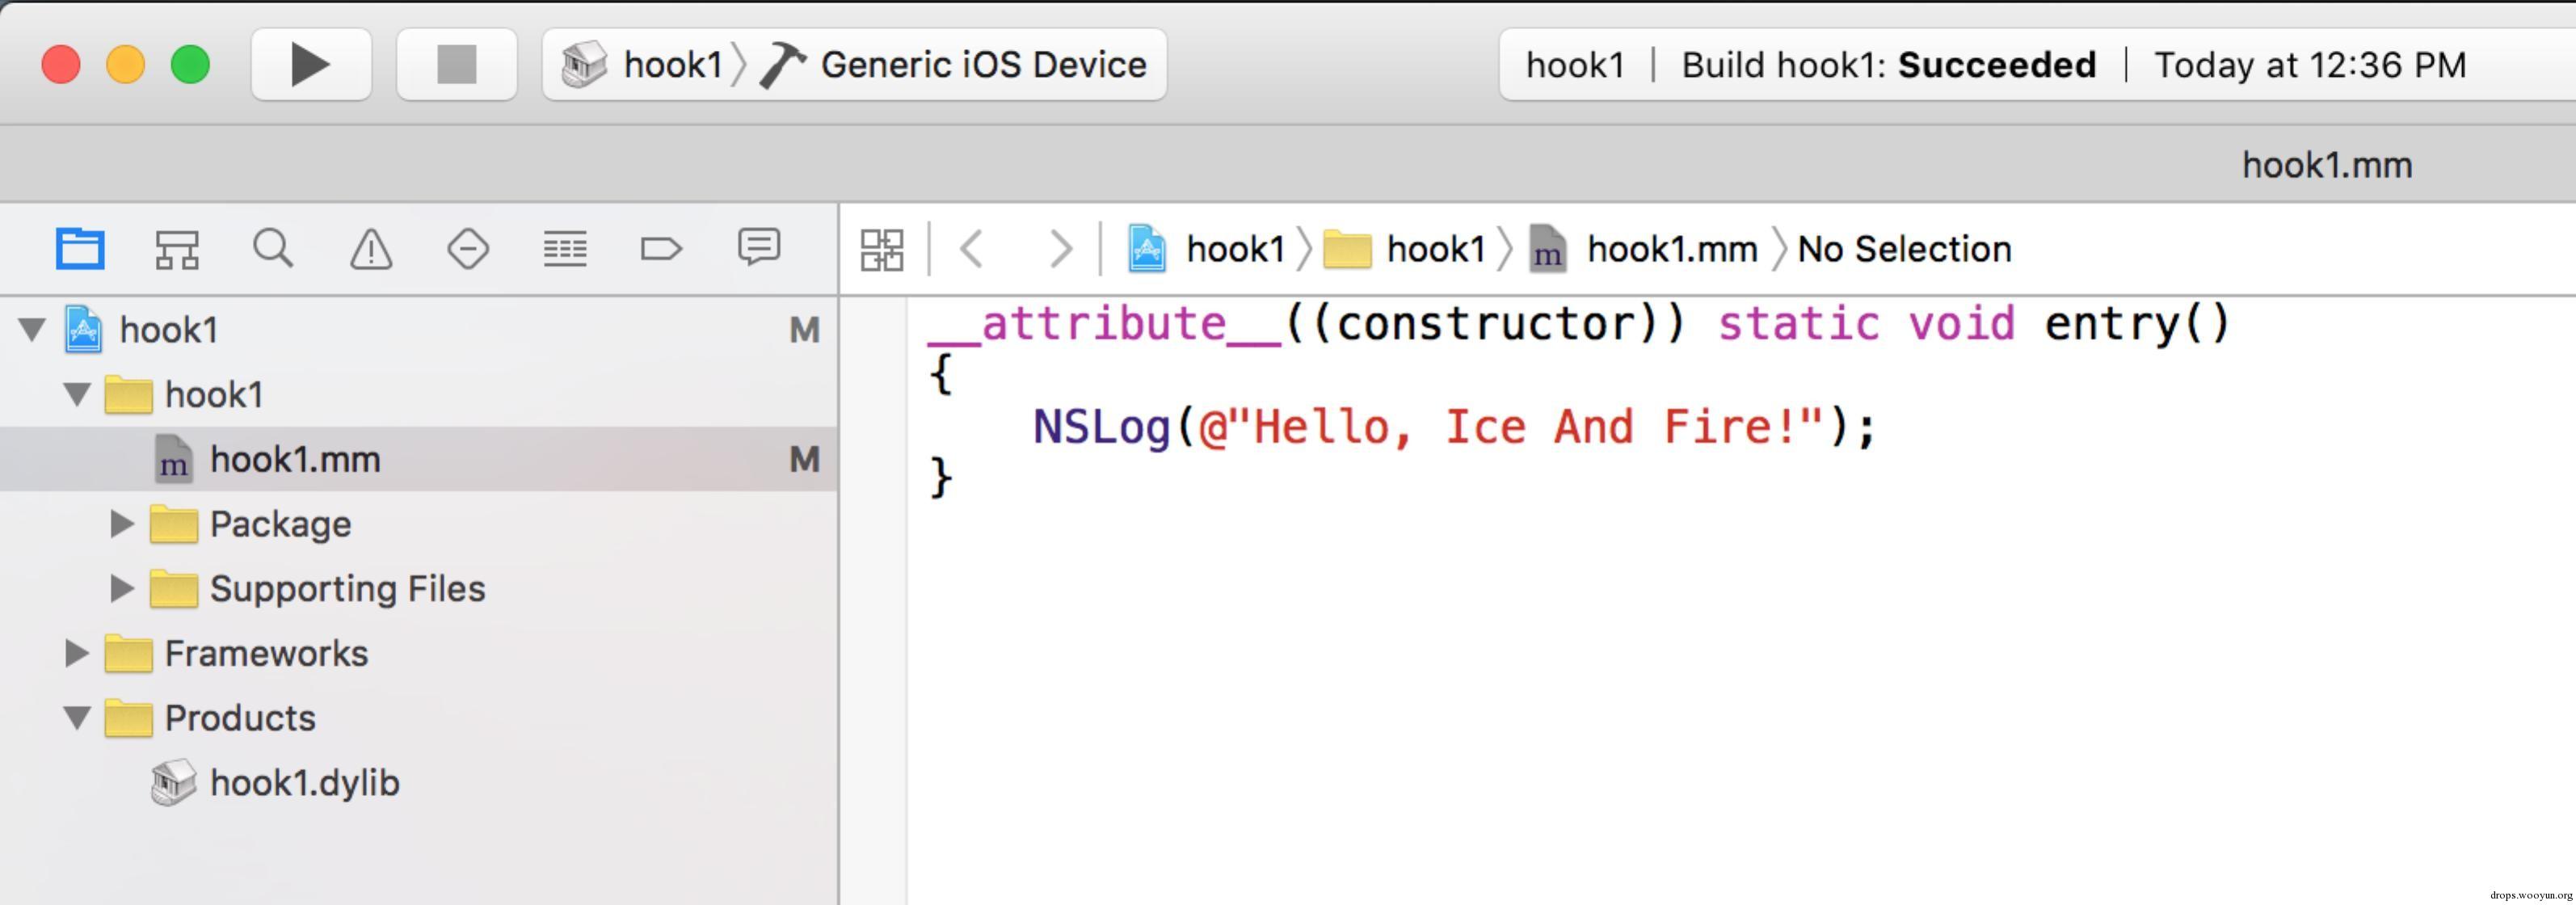 hook1 Generic iOS Device
hook1 | Build hook1: Succeeded | Today at 12:36 PM
hook1.mm
hook1 hook1 m hook1.mm No Selection
hook1 M
hook1
m hook1.mm M
Package
Supporting Files
Frameworks
Products
hook1.dylib
__attribute__((constructor)) static void entry()
{
NSLog(@"Hello, Ice And Fire!");
}
drops.wooyun.org